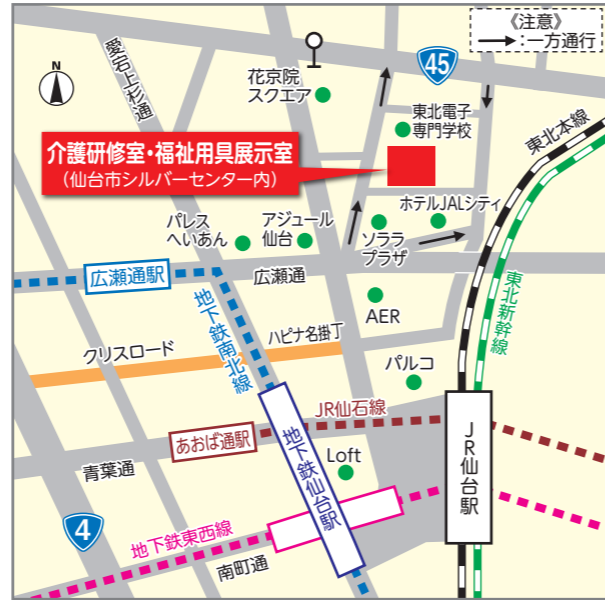 《注意》
→:一方通行
N
愛宕上杉通
花京院
スクエア
45
東北電子
専門学校
東北本線
介護研修室・福祉用具展示室
(仙台市シルバーセンター内)
ホテルJALシティ
パレス
へいあん
アジュール
仙台
ソララ
プラザ
広瀬通駅
広瀬通
東北新幹線
地下鉄南北線
AER
ハピナ名掛丁
クリスロード
パルコ
JR仙石線
あおば通駅
地下鉄仙台駅
JR仙台駅
青葉通
Loft
4
地下鉄東西線
南町通